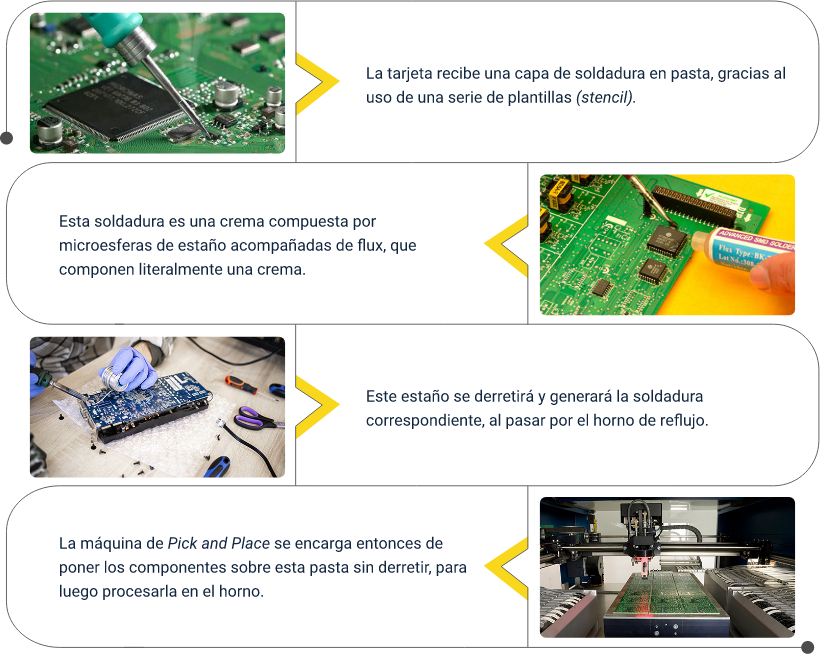 La tarjeta recibe una capa de soldadura en pasta, gracias al
uso de una serie de plantillas (stencil).
Esta soldadura es una crema compuesta por
microesferas de estaño acompañadas de flux, que
componen literalmente una crema.
ADVANCED SMD SOLDER
Flux Type: BK-
Lot No.:308
Este estaño se derretirá y generará la soldadura
correspondiente, al pasar por el horno de reflujo.
La máquina de Pick and Place se encarga entonces de
poner los componentes sobre esta pasta sin derretir, para
luego procesarla en el horno.